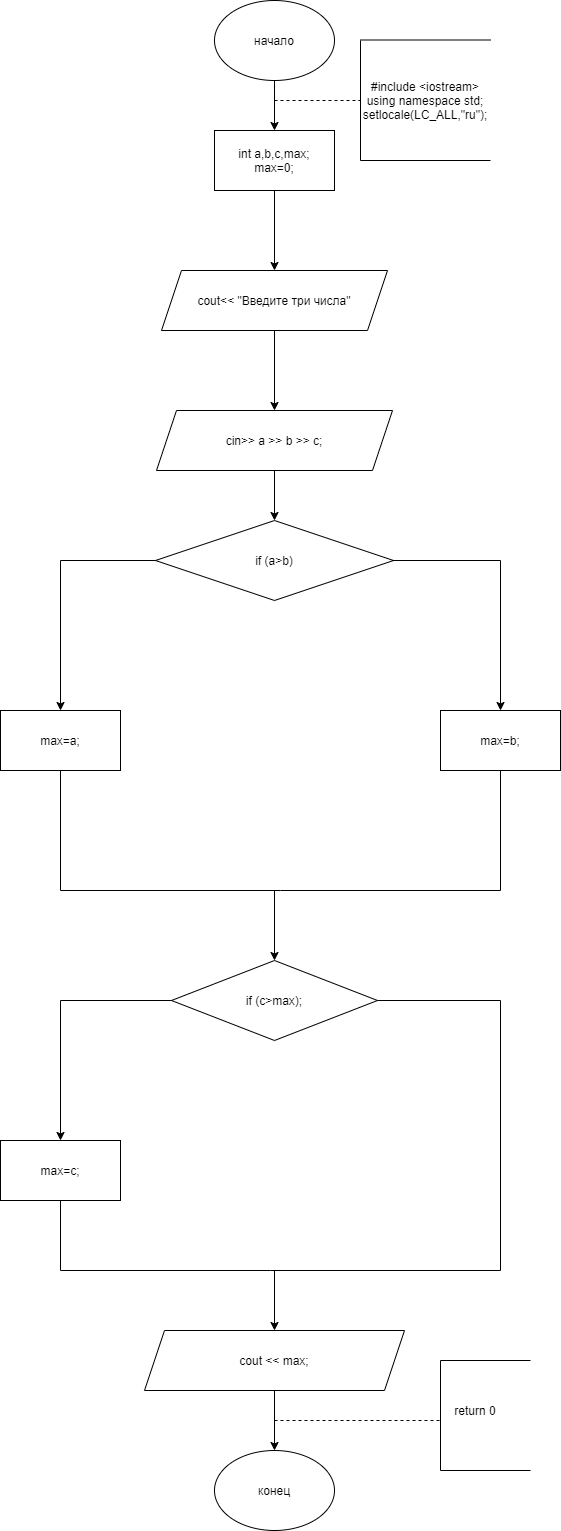 начало
#include <iostream>
using namespace std;
setlocale(LC_ALL,"ru");
int a,b,c,max;
max=0;
cout<< "Введите три числа"
cin>> a >> b >> c;
if (a>b)
max=a;
max=b;
if (c>max);
max=c;
cout << max;
return 0
конец